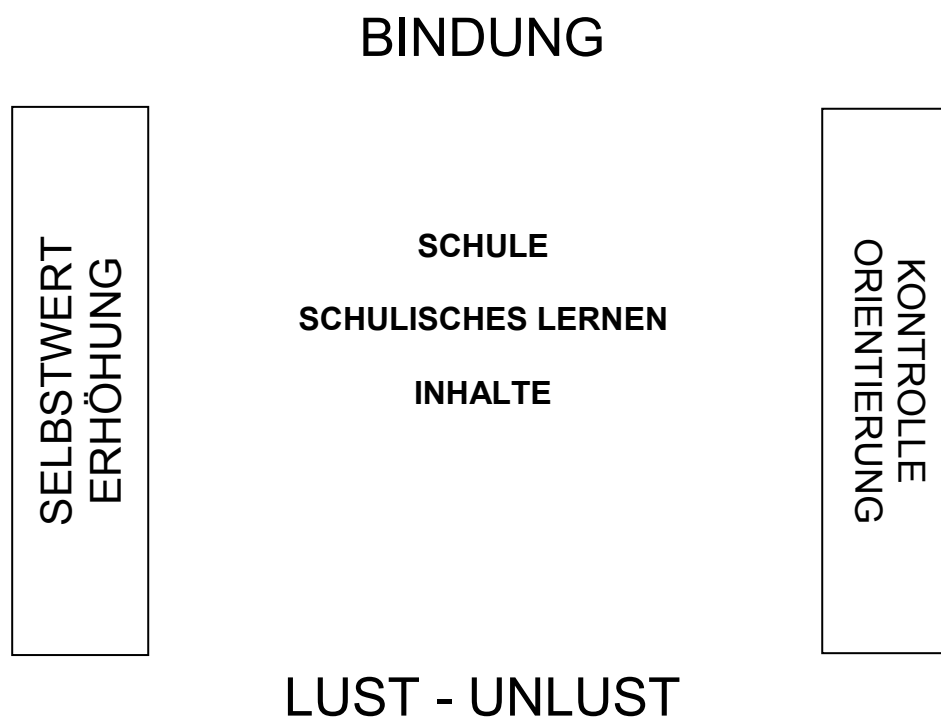 BINDUNG
SELBSTWERT
ERHÖHUNG
SCHULE
SCHULISCHES LERNEN
INHALTE
KONTROLLE
ORIENTIERUNG
LUST - UNLUST